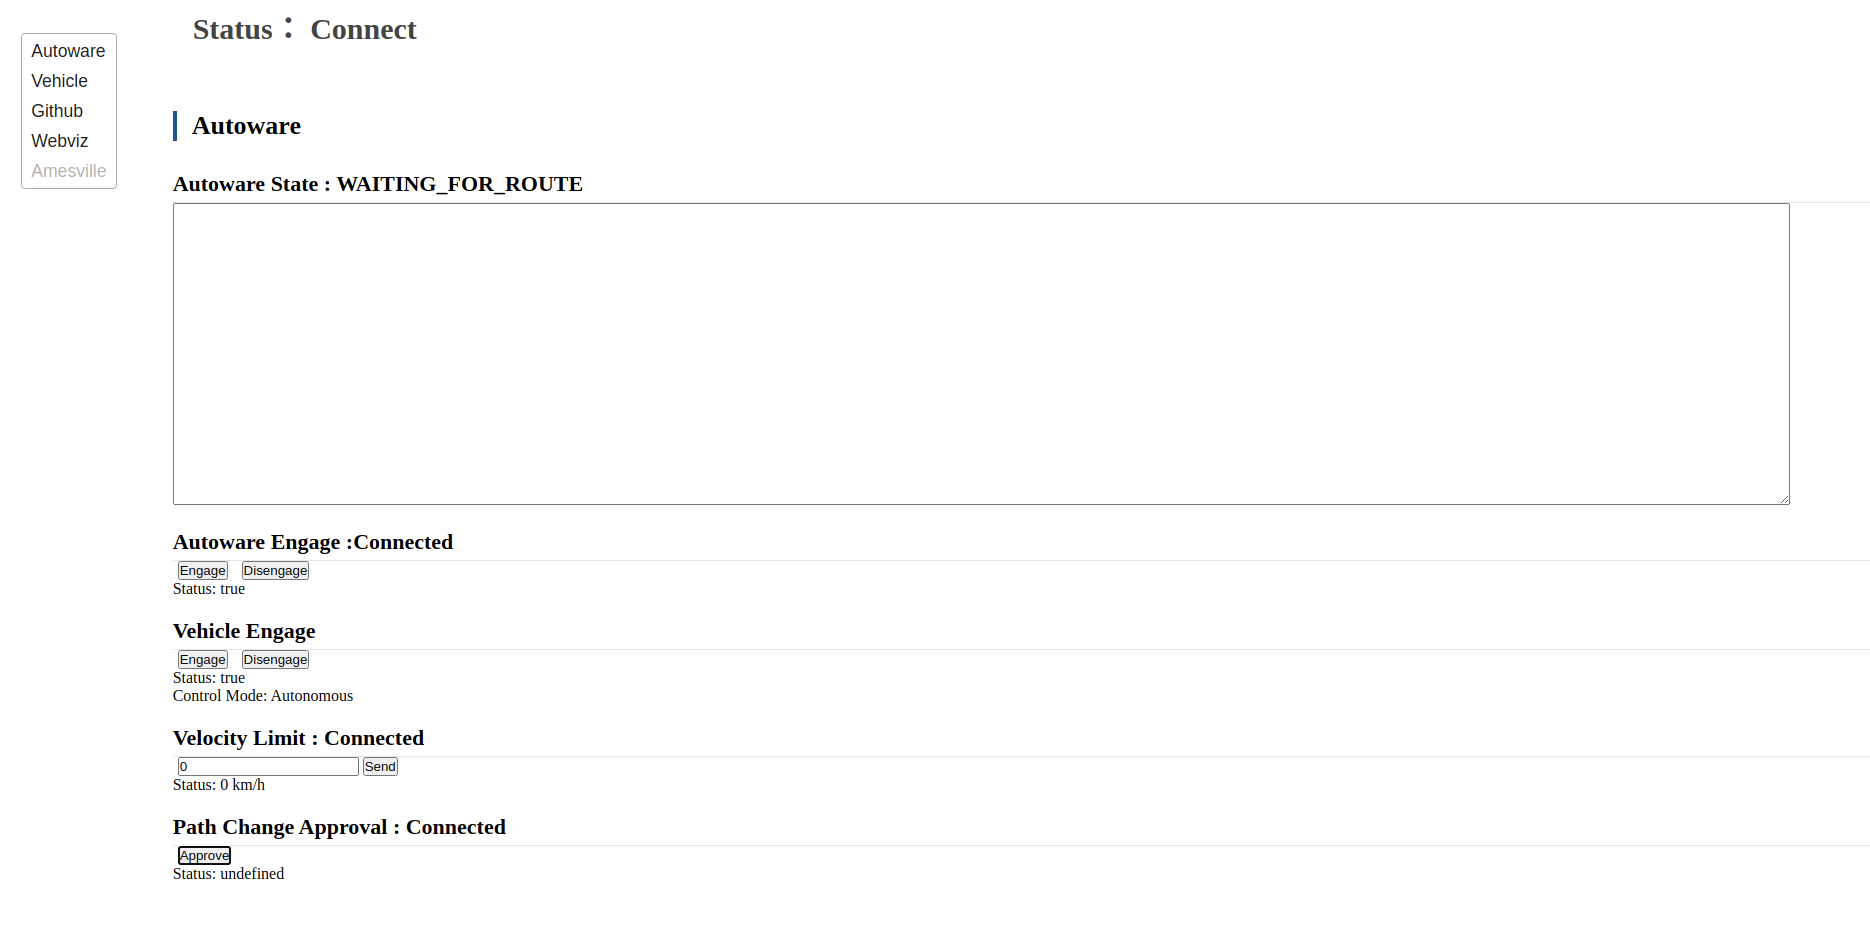 Status： Connect
Autoware
Vehicle
Github
Webviz
Amesville
Autoware
Autoware State : WAITING_FOR_ROUTE
Autoware Engage :Connected
Engage Disengage
Status: true
Vehicle Engage
Engage Disengage
Status: true
Control Mode: Autonomous
Velocity Limit : Connected
0 Send
Status: 0 km/h
Path Change Approval : Connected
Approve
Status: undefined